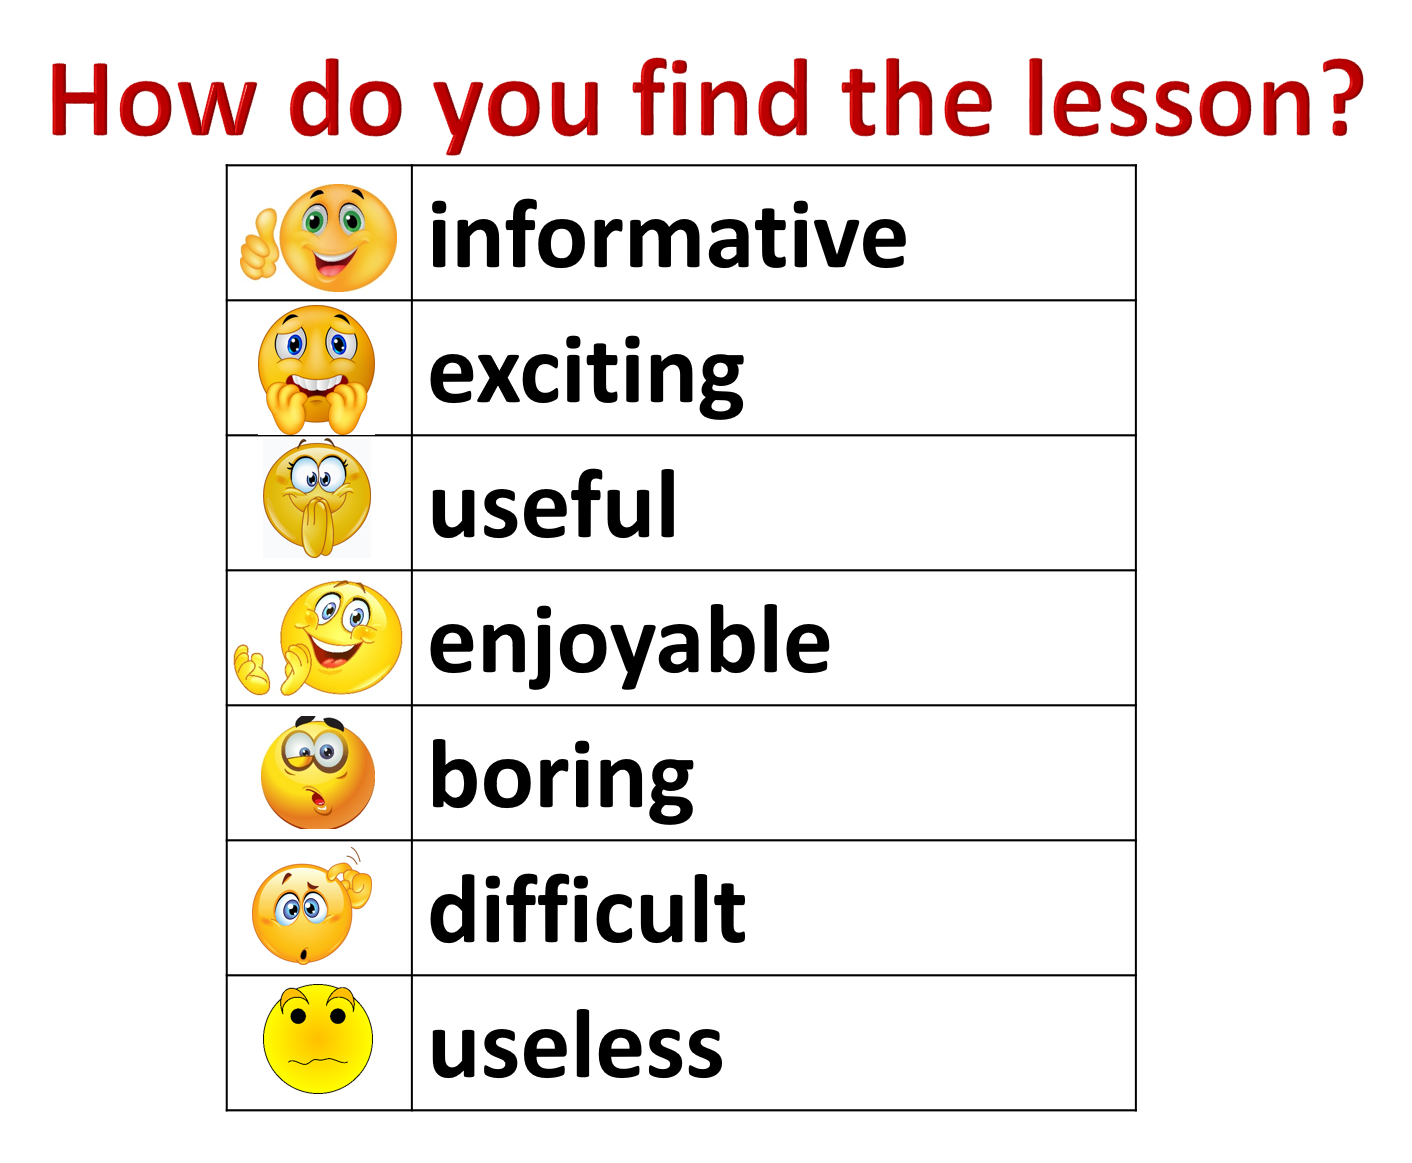 How do you find the lesson?
informative
exciting
useful
enjoyable
boring
difficult
useless